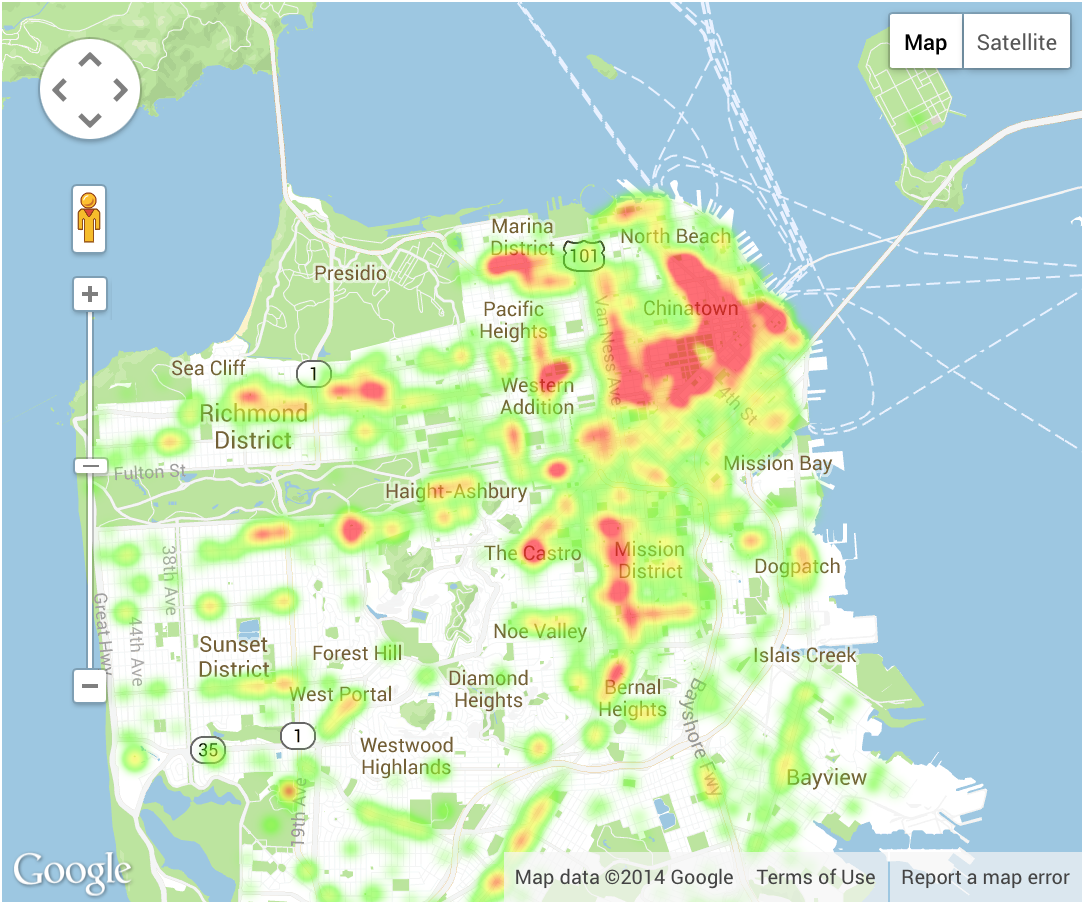 Map
Satellite
Marina
District
101
North Beach
Presidio
Pacific
Heights
Van Ness Ave
Chinatown
Sea Cliff
1
Western
Addition
4th St
Richmond
District
Mission Bay
Fulton St
Haight-Ashbury
38th Ave
The Castro
Mission
District
Dogpatch
Great Hwy
44th Ave
Noe Valley
Sunset
District
Forest Hill
Islais Creek
West Portal
Diamond
Heights
Bernal
Heights
Bayshore Fwy
35
1
Westwood
Highlands
Bayview
19th Ave
Google
Map data ©2014 Google
Terms of Use
Report a map error